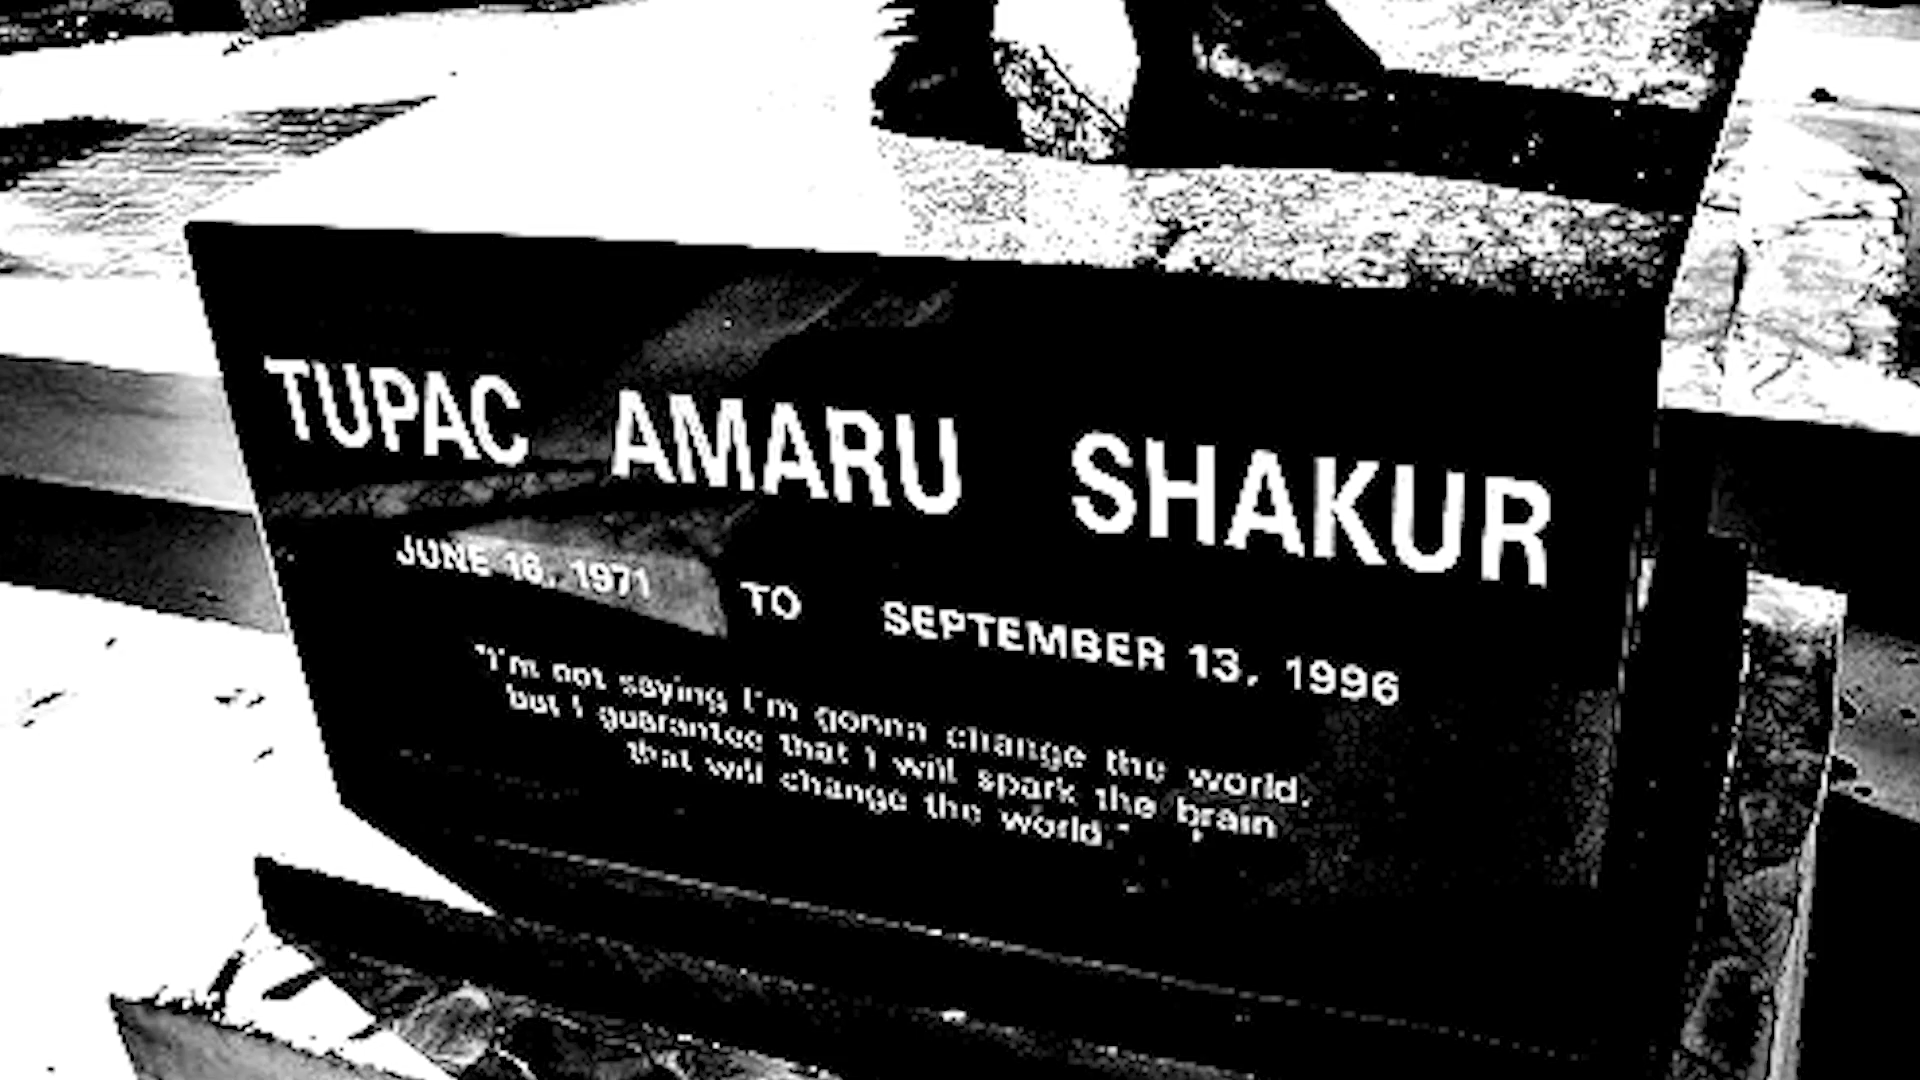 TUPAC AMARU SHAKUR
JUNE 16, 1971 TO SEPTEMBER 13, 1996
"I'm not saying I'm gonna change the world,
but I guarantee that I will spark the brain
that will change the world."